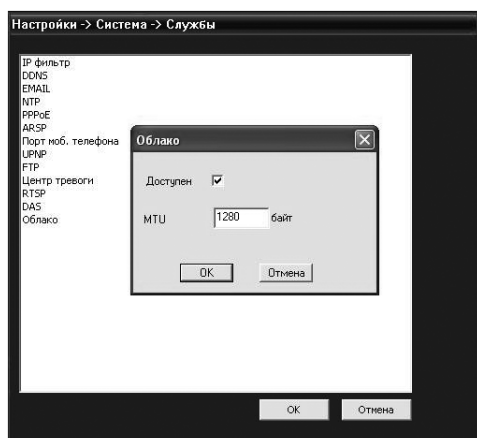 Настройки -> Система -> Службы
IP фильтр
DDNS
EMAIL
NTP
PPPoE
ARSP
Порт моб. телефона
UPNP
FTP
Центр тревоги
RTSP
DAS
Облако
Облако
Доступен
MTU 1280 байт
OK Отмена
OK Отмена